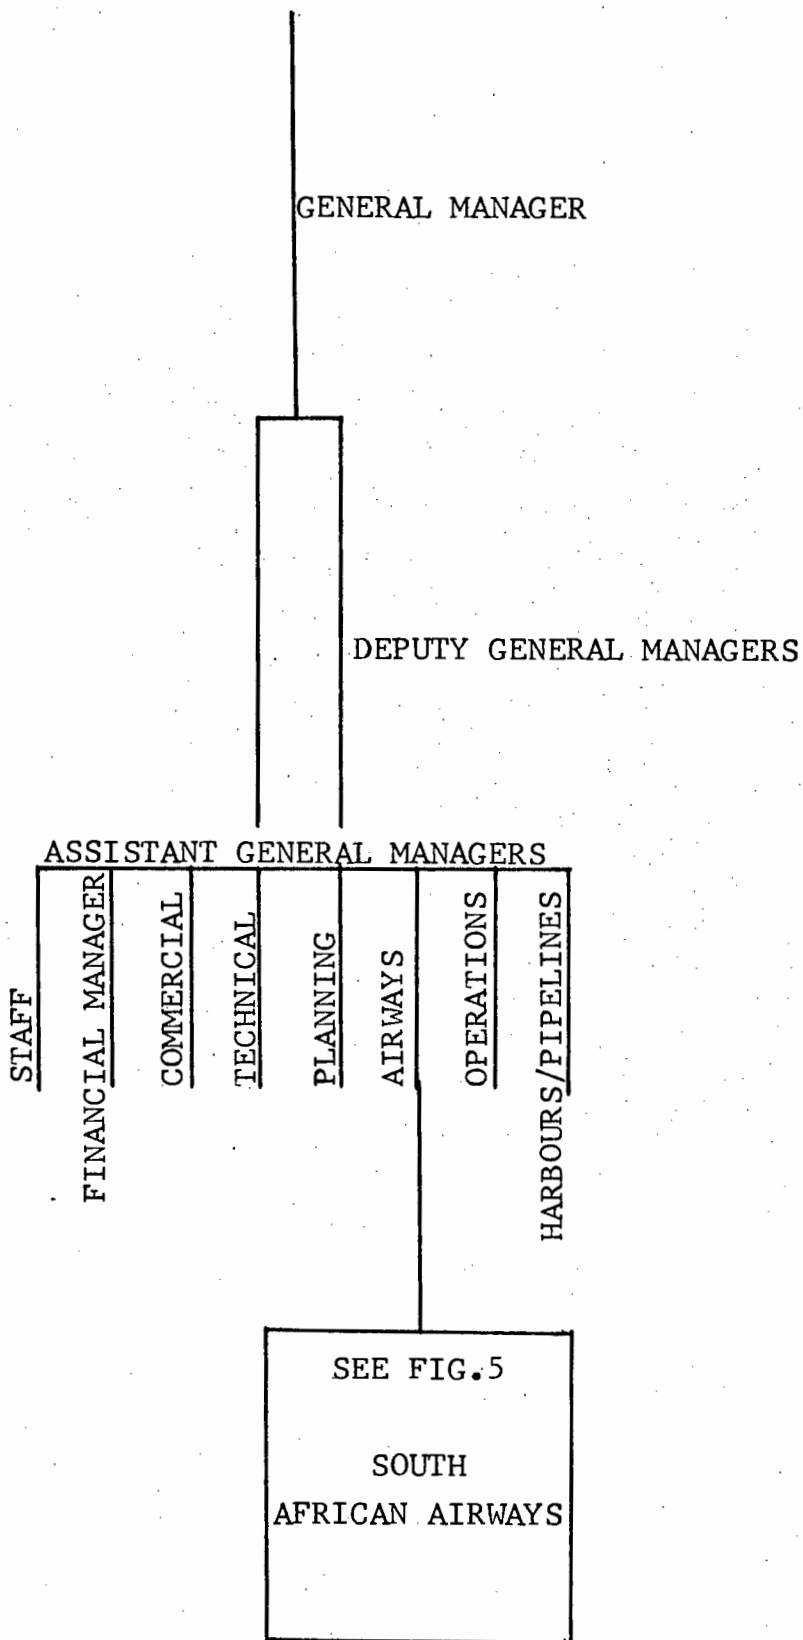 GENERAL MANAGER
DEPUTY GENERAL MANAGERS
ASSISTANT GENERAL MANAGERS
STAFF
FINANCIAL MANAGER
COMMERCIAL
TECHNICAL
PLANNING
AIRWAYS
OPERATIONS
HARBOURS/PIPELINES
SEE FIG.5
SOUTH
AFRICAN AIRWAYS